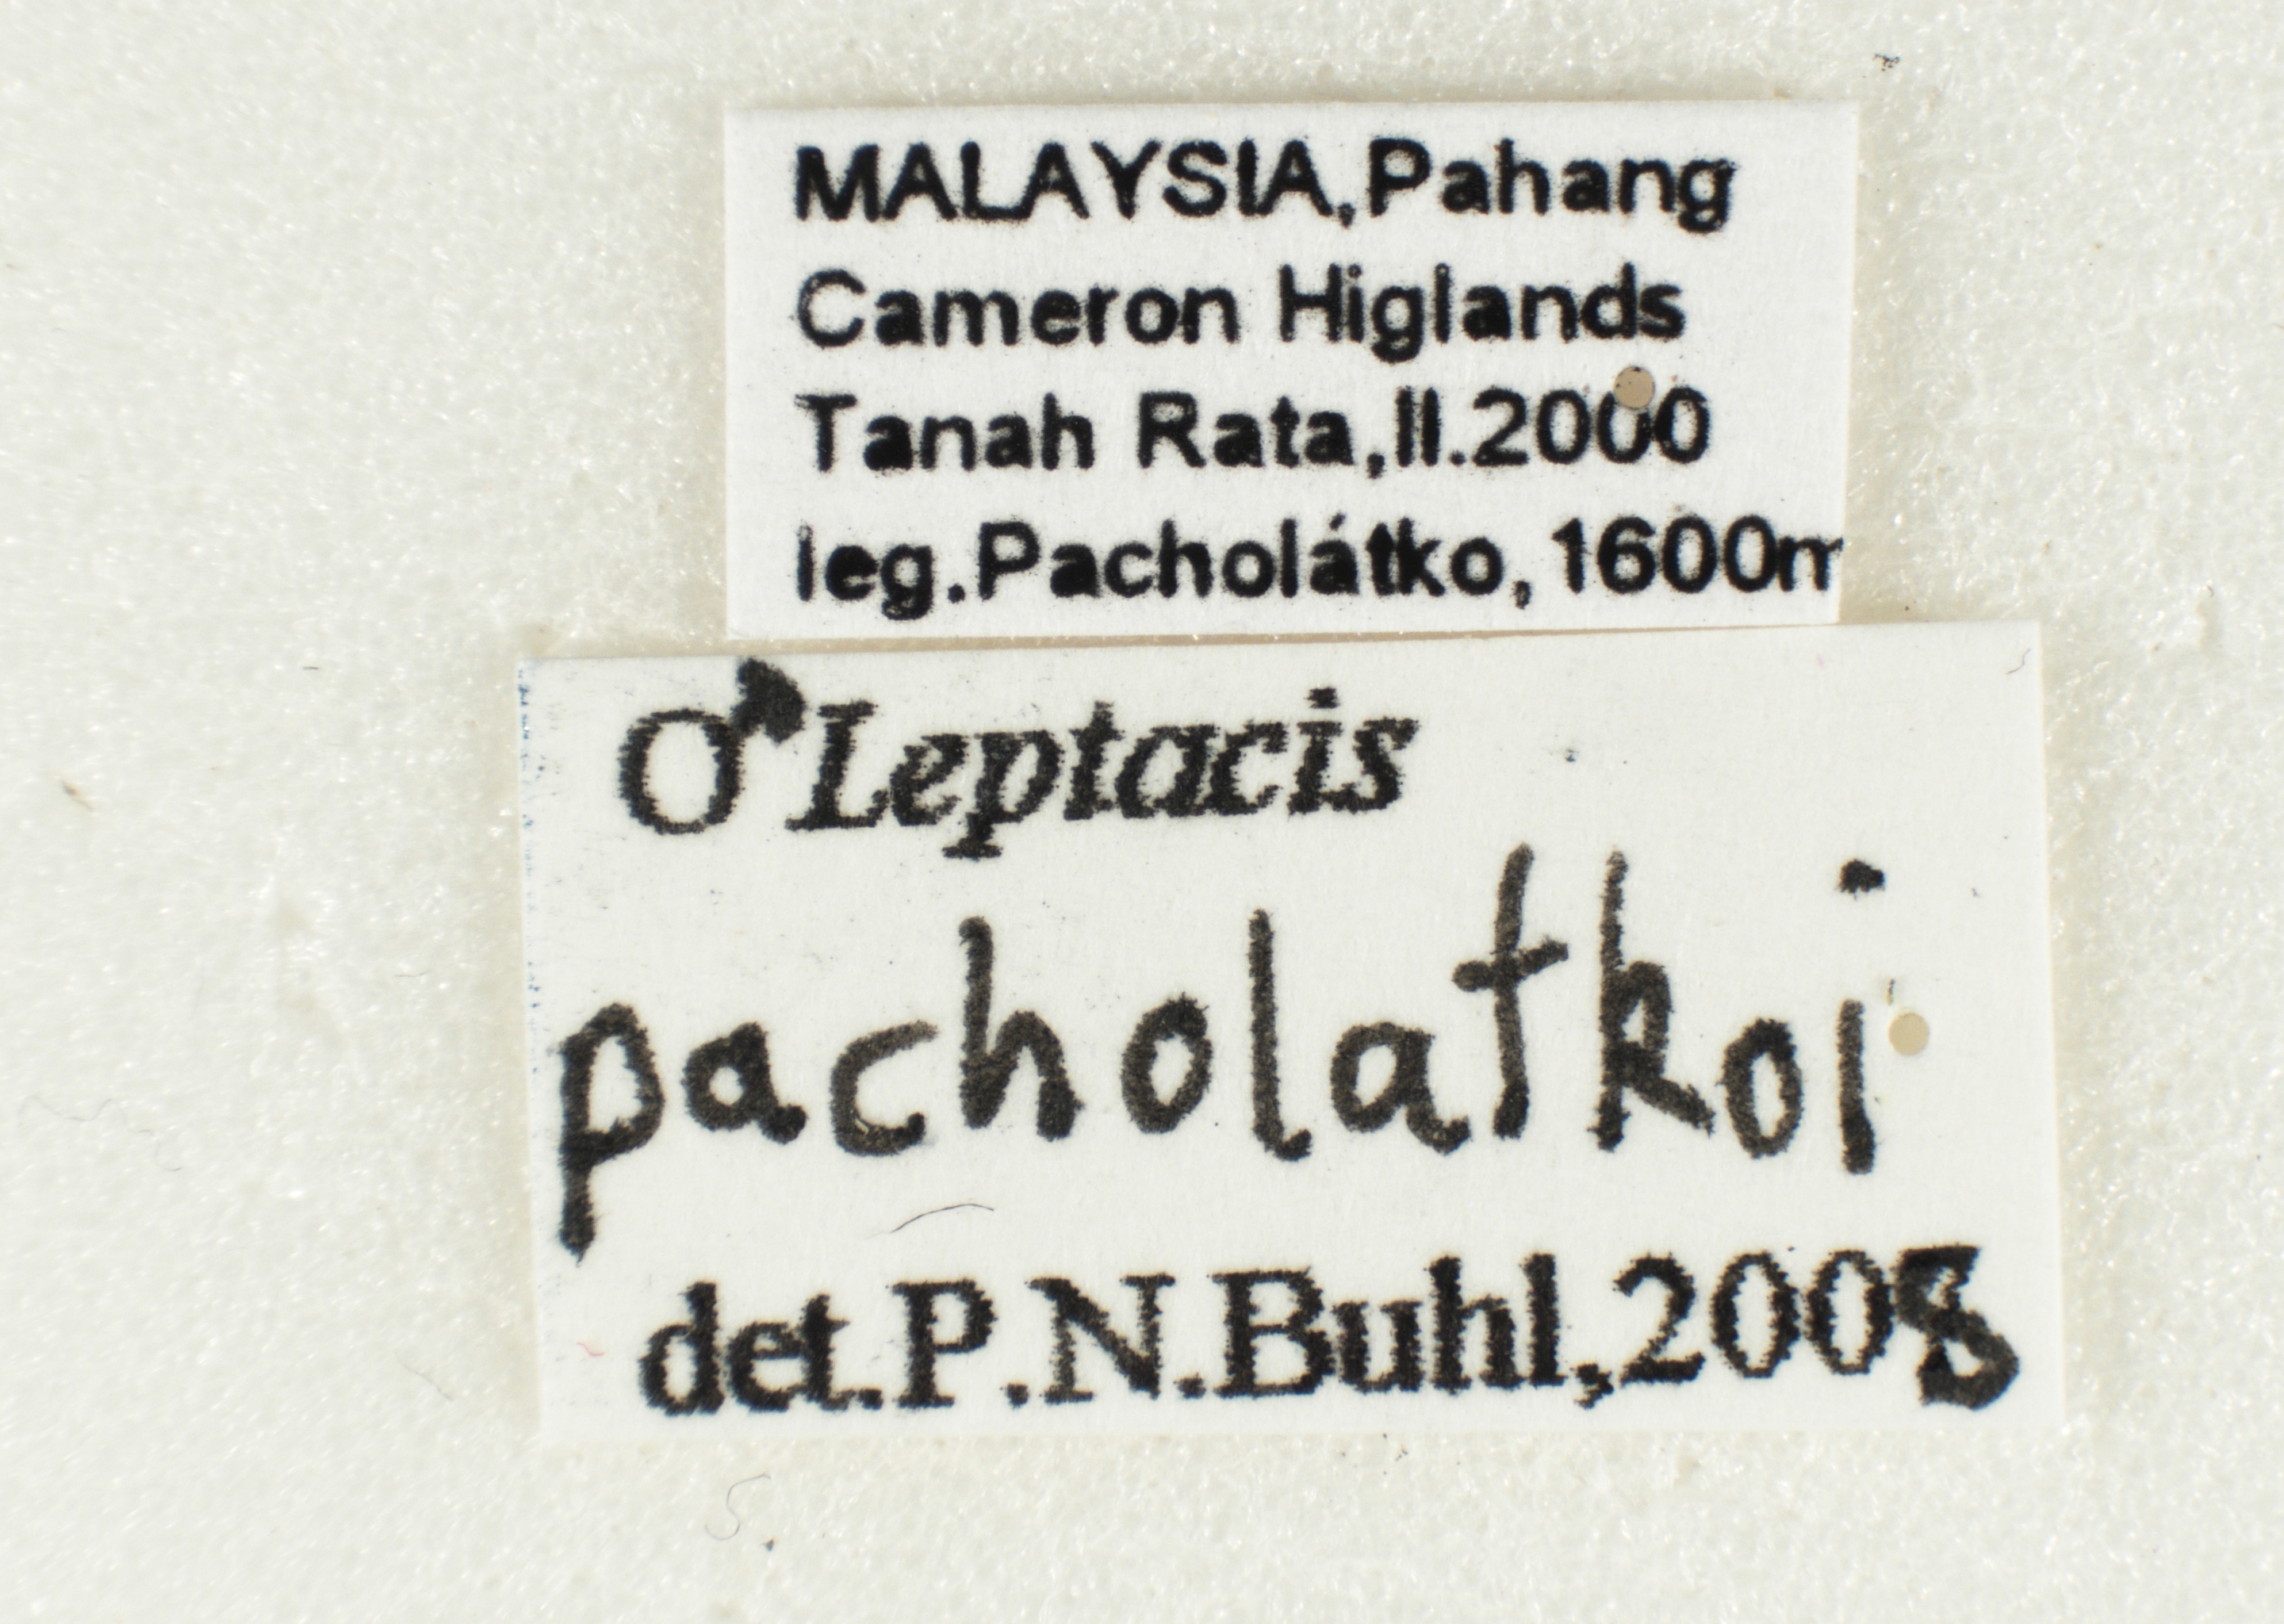 MALAYSIA,Pahang
Cameron Higlands
Tanah Rata,II.2000
leg.Pacholátko,1600m
♂Leptacis
pacholatkoi
det.P.N.Buhl,2008